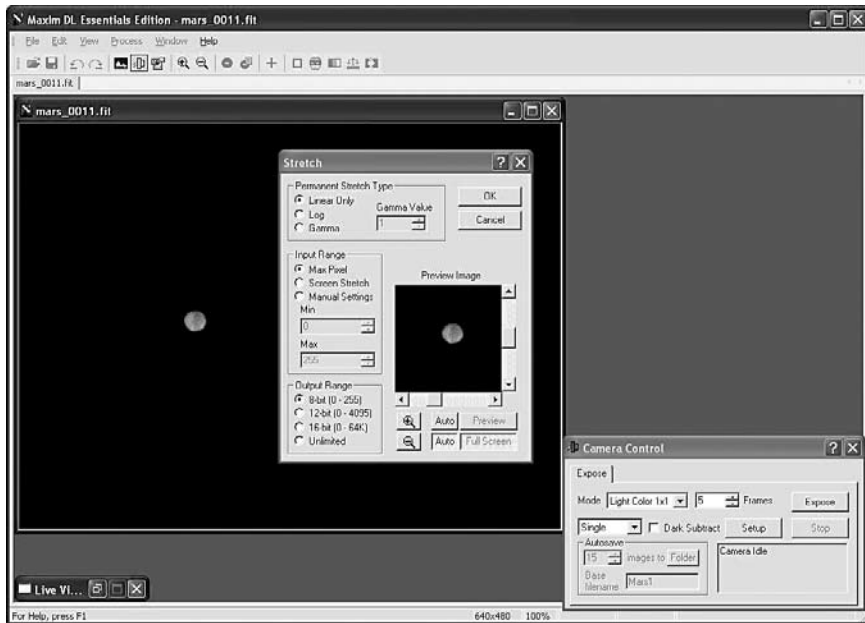 Maxim DL Essentials Edition - mars_0011.fit
File Edit View Process Window Help
mars_0011.fit
mars_0011.fit
Stretch
Permanent Stretch Type
Linear Only
Log
Gamma
Gamma Value
1
OK
Cancel
Input Range
Max Pixel
Screen Stretch
Manual Settings
Min
0
Max
255
Preview Image
Output Range
8-bit (0 - 255)
12-bit (0 - 4095)
16-bit (0 - 64K)
Unlimited
Auto Preview
Auto Full Screen
Camera Control
Expose
Mode Light Color 1x1 5 Frames Expose
Single Dark Subtract Setup Stop
Autosave
15 images to Folder
Base filename Mars1
Camera Idle
Live Vi...
For Help, press F1 640x480 100%